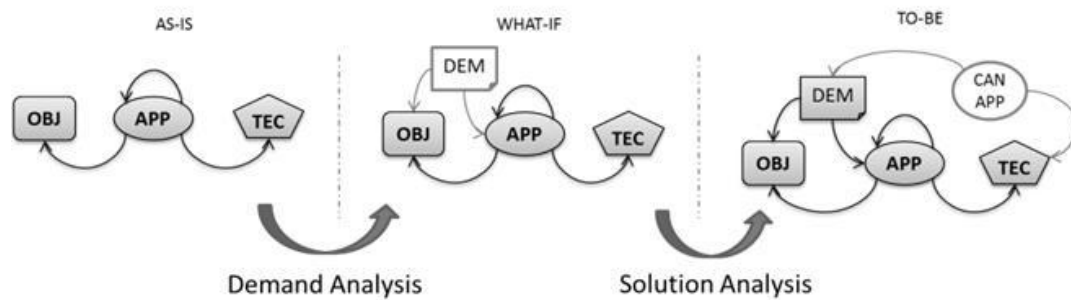 AS-IS
WHAT-IF
TO-BE
OBJ
APP
TEC
DEM
OBJ
APP
TEC
DEM
CAN
APP
OBJ
APP
TEC
Demand Analysis
Solution Analysis